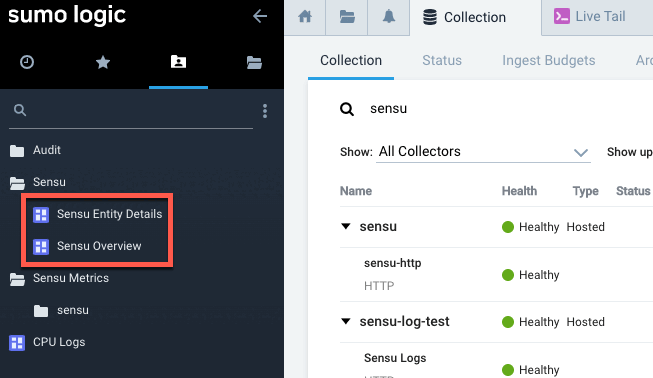 sumo logic
Audit
Sensu
Sensu Entity Details
Sensu Overview
Sensu Metrics
sensu
CPU Logs
Collection
Live Tail
Collection Status Ingest Budgets
sensu
Show: All Collectors Show up
Name Health Type Status
sensu Healthy Hosted
sensu-http Healthy
HTTP
sensu-log-test Healthy Hosted
Sensu Logs
Healthy